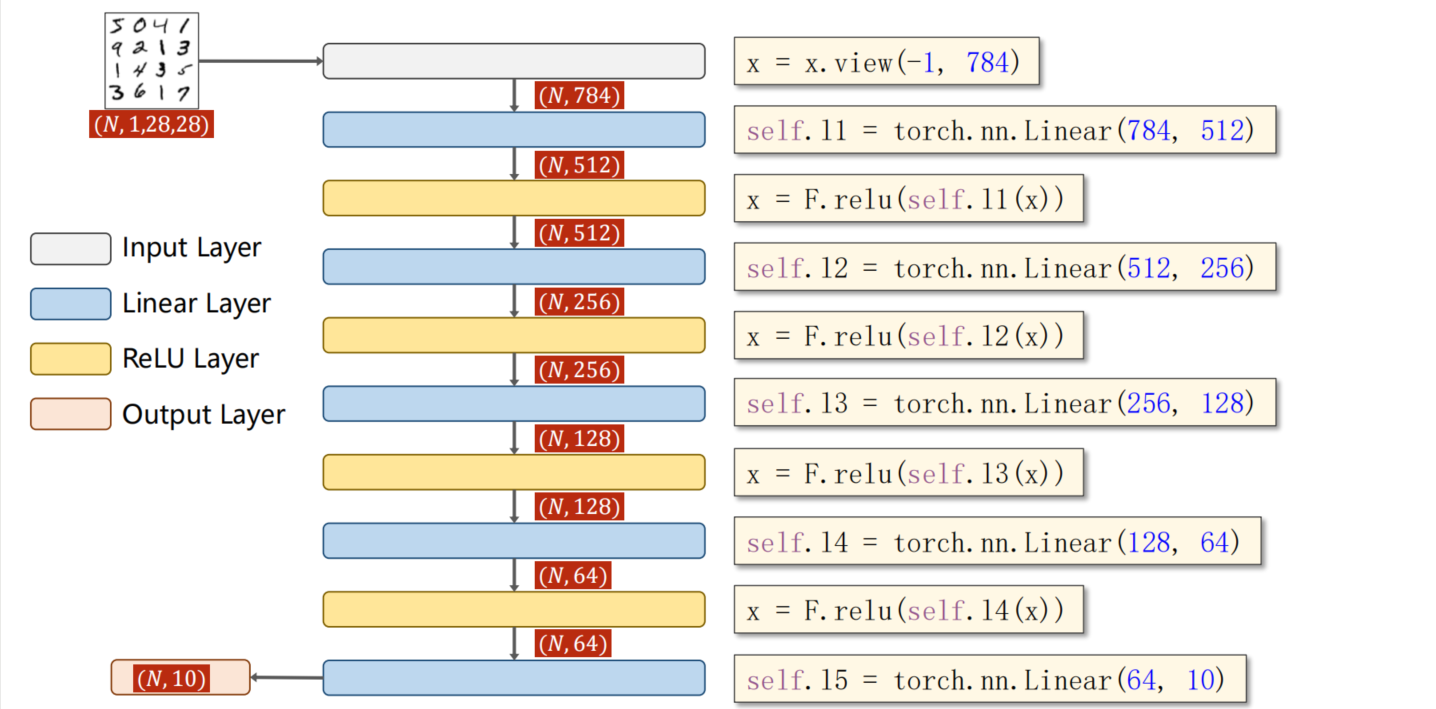 5 0 4 1
9 2 1 3
1 4 3 5
3 6 1 7
(N, 1,28,28)
x = x.view(-1, 784)
(N, 784)
self.l1 = torch.nn.Linear(784, 512)
(N, 512)
x = F.relu(self.l1(x))
(N, 512)
self.l2 = torch.nn.Linear(512, 256)
(N, 256)
x = F.relu(self.l2(x))
(N, 256)
self.l3 = torch.nn.Linear(256, 128)
(N, 128)
x = F.relu(self.l3(x))
(N, 128)
self.l4 = torch.nn.Linear(128, 64)
(N, 64)
x = F.relu(self.l4(x))
(N, 64)
self.l5 = torch.nn.Linear(64, 10)
(N, 10)
Input Layer
Linear Layer
ReLU Layer
Output Layer